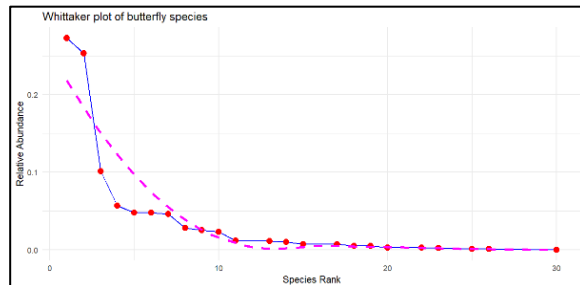 Whittaker plot of butterfly species
Relative Abundance
0.2
0.1
0.0
0
10
20
30
Species Rank